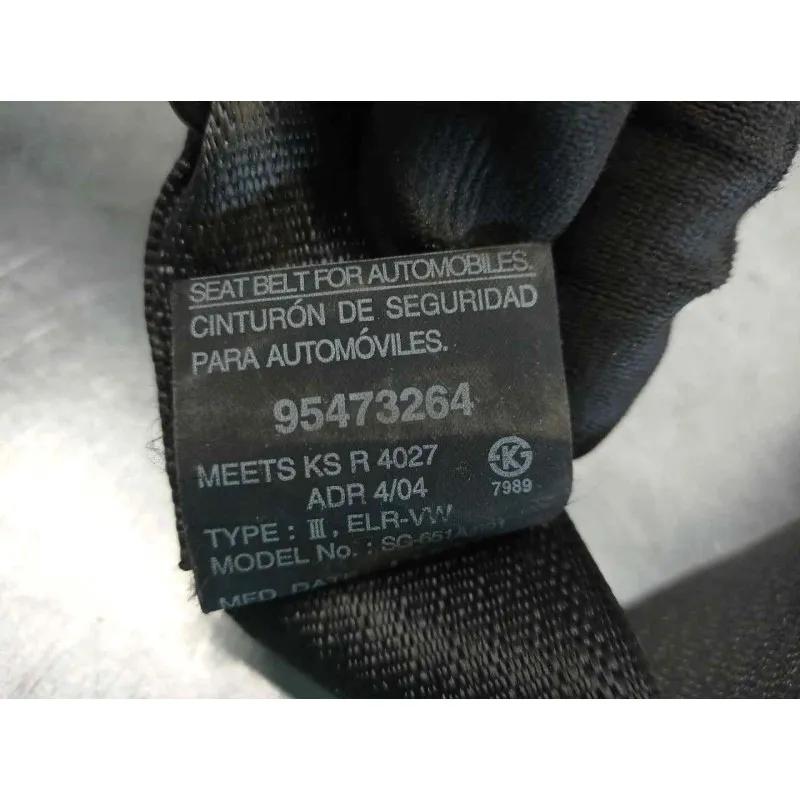 SEAT BELT FOR AUTOMOBILES.
CINTURÓN DE SEGURIDAD
PARA AUTOMÓVILES.
95473264
MEETS KS R 4027
ADR 4/04
K
7989
TYPE : III, ELR-VW
MODEL No. :